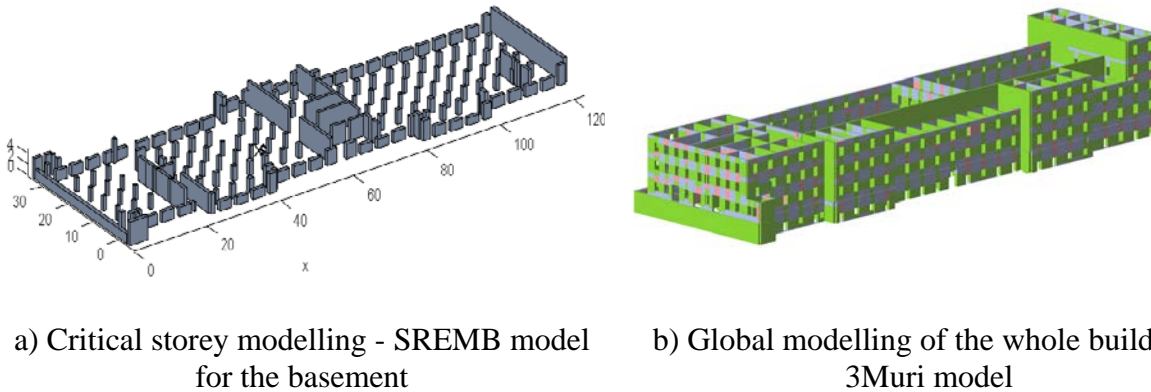 4
2
0
30
20
10
0
0
20
40
60
80
100
120
x
a) Critical storey modelling - SREMB model
for the basement
b) Global modelling of the whole build
3Muri model